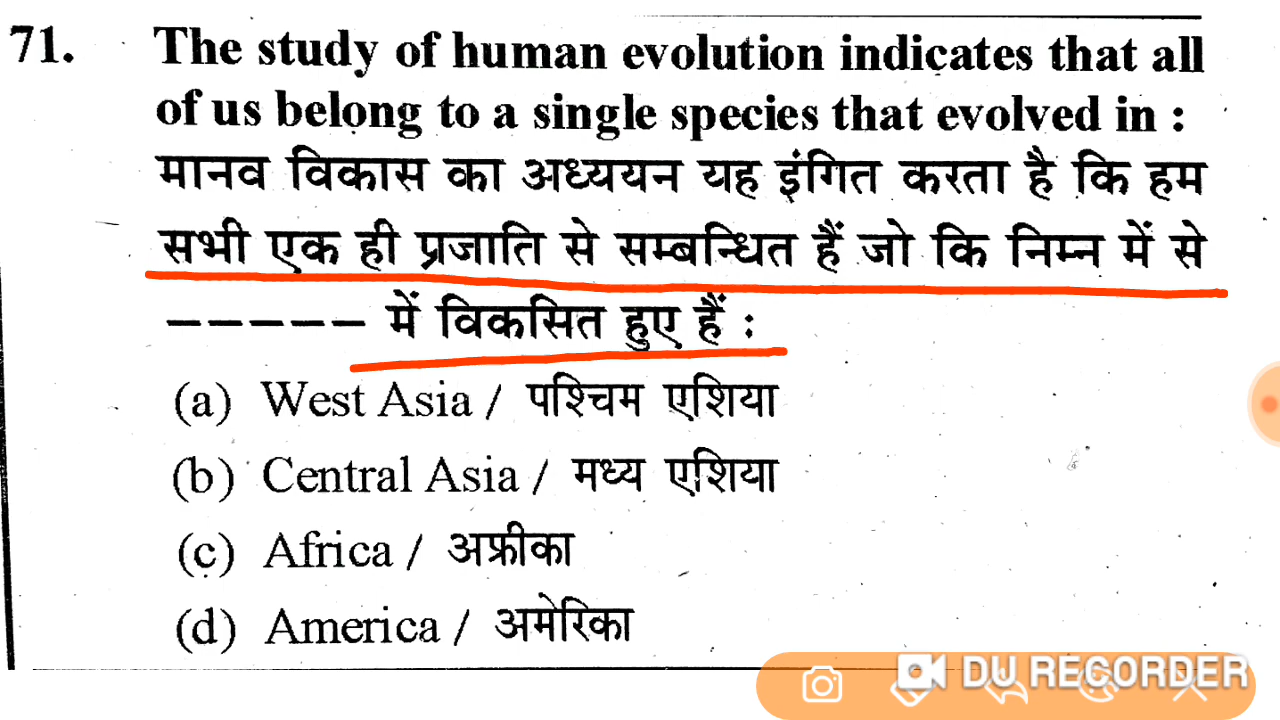 71. The study of human evolution indicates that all
of us belong to a single species that evolved in :
मानव विकास का अध्ययन यह इंगित करता है कि हम
सभी एक ही प्रजाति से सम्बन्धित हैं जो कि निम्न में से
----- में विकसित हुए हैं :
(a) West Asia / पश्चिम एशिया
(b) Central Asia / मध्य एशिया
(c) Africa / अफ्रीका
(d) America / अमेरिका
DU RECORDER